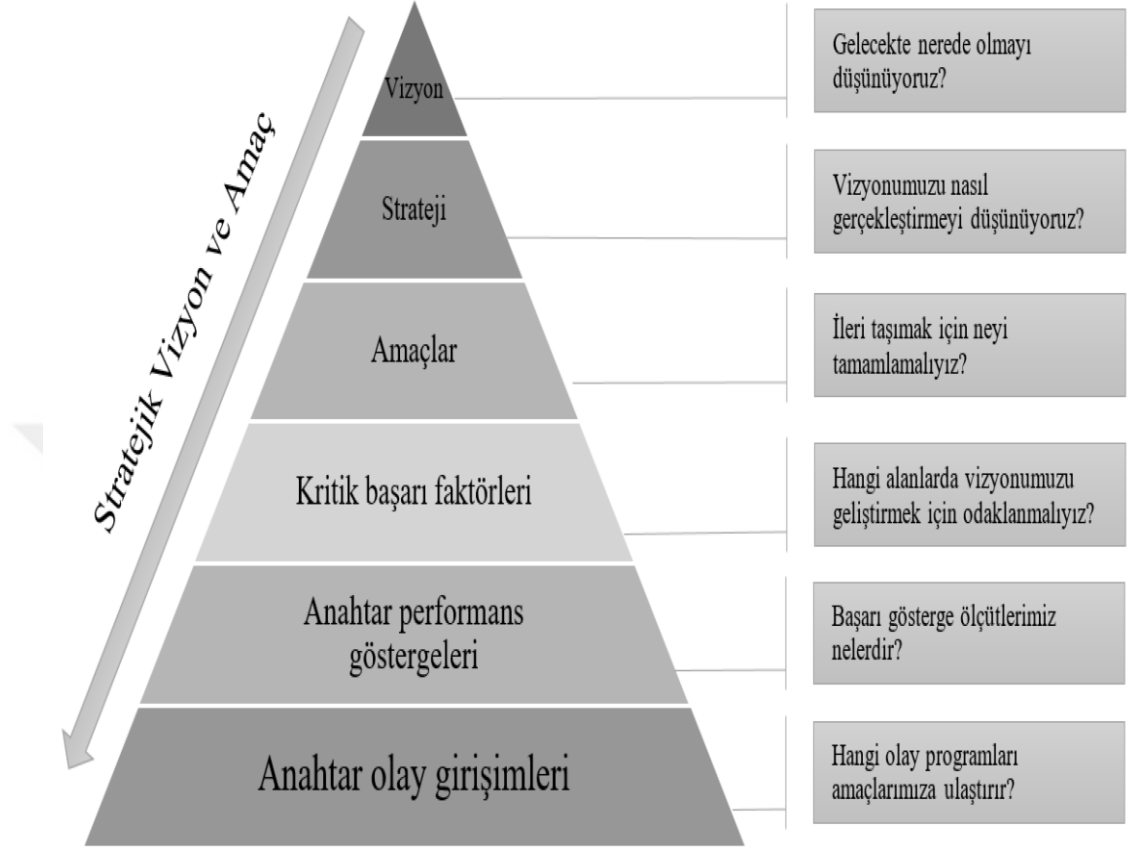 Stratejik Vizyon ve Amaç
Vizyon
Gelecekte nerede olmayı
düşünüyoruz?
Strateji
Vizyonumuzu nasıl
gerçekleştirmeyi düşünüyoruz?
Amaçlar
İleri taşımak için neyi
tamamlamalıyız?
Kritik başarı faktörleri
Hangi alanlarda vizyonumuzu
geliştirmek için odaklanmalıyız?
Anahtar performans
göstergeleri
Başarı gösterge ölçütlerimiz
nelerdir?
Anahtar olay girişimleri
Hangi olay programları
amaçlarımıza ulaştırır?